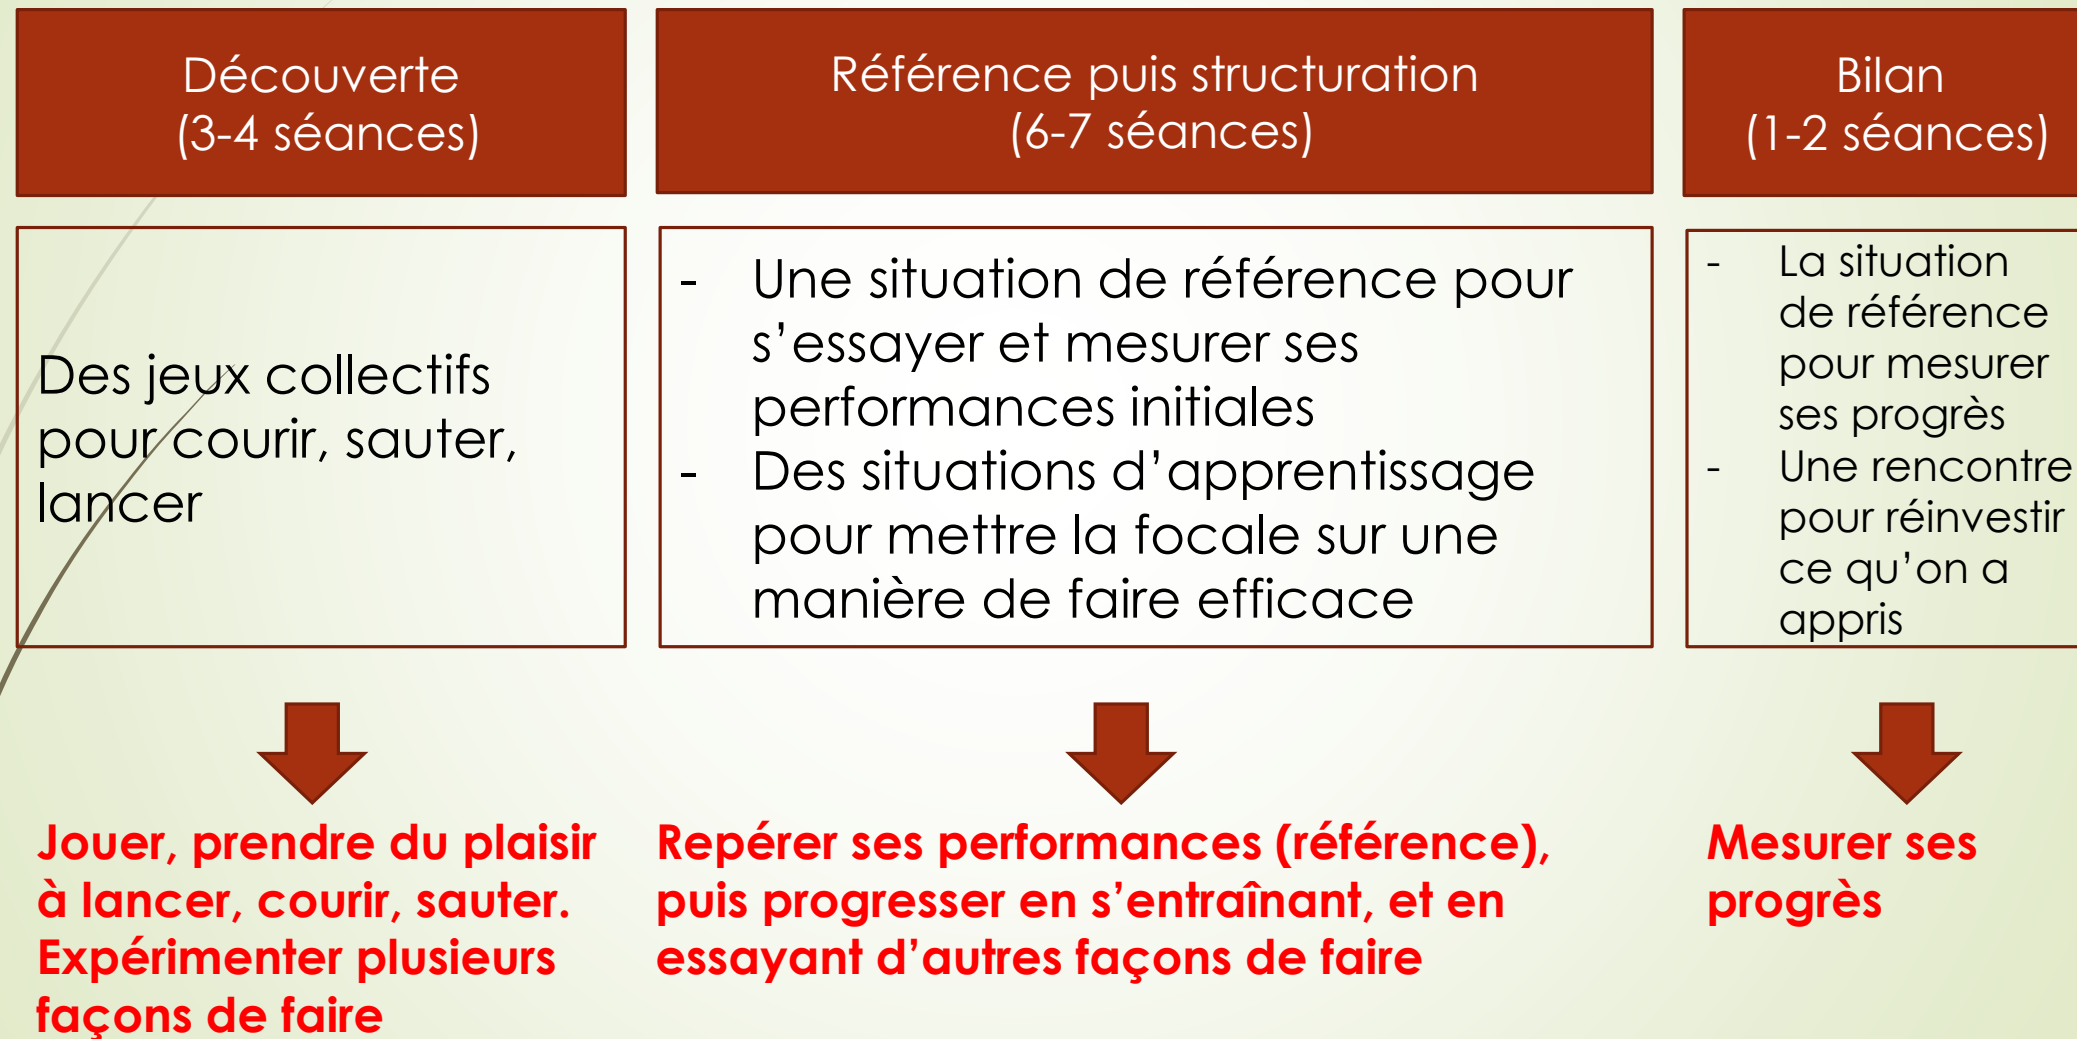 Découverte
(3-4 séances)
Référence puis structuration
(6-7 séances)
Bilan
(1-2 séances)
Des jeux collectifs
pour courir, sauter,
lancer
- Une situation de référence pour
s’essayer et mesurer ses
performances initiales
- Des situations d’apprentissage
pour mettre la focale sur une
manière de faire efficace
- La situation
de référence
pour mesurer
ses progrès
- Une rencontre
pour réinvestir
ce qu’on a
appris
Jouer, prendre du plaisir
à lancer, courir, sauter.
Expérimenter plusieurs
façons de faire
Repérer ses performances (référence),
puis progresser en s’entraînant, et en
essayant d’autres façons de faire
Mesurer ses
progrès